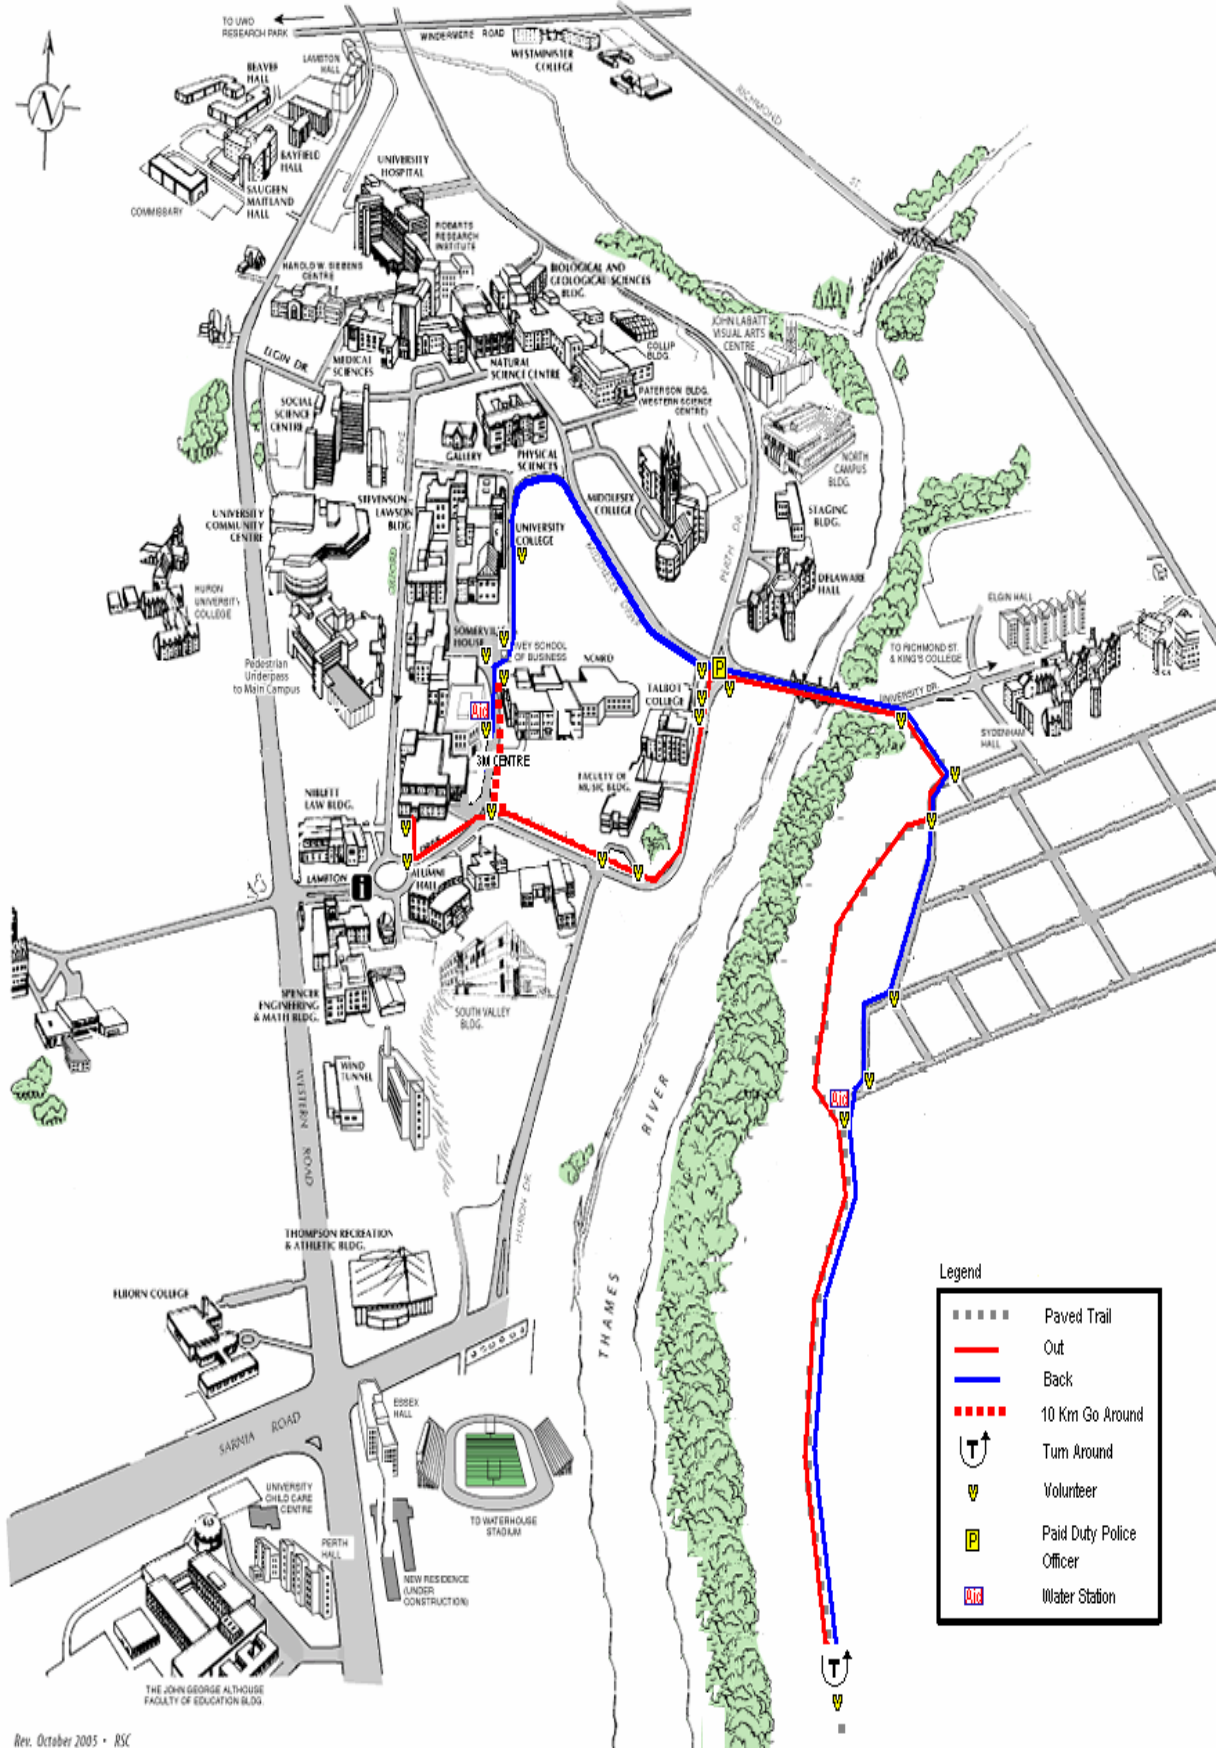 TO UWO
RESEARCH PARK
WINDERMERE ROAD
WESTMINSTER
COLLEGE
LAMBTON
HALL
BEAVER
HALL
N
RICHMOND
ST.
BAYFIELD
HALL
UNIVERSITY
HOSPITAL
SAUGEEN
MAITLAND
HALL
COMMISSARY
ROBARTS
RESEARCH
INSTITUTE
HAROLD W. SIEBENS
CENTRE
BIOLOGICAL AND
GEOLOGICAL SCIENCES
BLDG.
JOHN LABATT
VISUAL ARTS
CENTRE
COLLIP
BLDG.
ELGIN DR.
MEDICAL
SCIENCES
NATURAL
SCIENCE CENTRE
PATERSON BLDG.
(WESTERN SCIENCE
CENTRE)
SOCIAL
SCIENCE
CENTRE
GALLERY
PHYSICAL
SCIENCES
NORTH
CAMPUS
BLDG.
STEVENSON-
LAWSON
BLDG
MIDDLESEX
COLLEGE
UNIVERSITY
COMMUNITY
CENTRE
UNIVERSITY
COLLEGE
STAGING
BLDG.
PERTH DR.
MIDDLESEX DRIVE
DELAWARE
HALL
HURON
UNIVERSITY
COLLEGE
ELGIN HALL
SOMERVILLE
HOUSE
IVEY SCHOOL
OF BUSINESS
NCMRD
TO RICHMOND ST.
& KING'S COLLEGE
Pedestrian
Underpass
to Main Campus
P
TALBOT
COLLEGE
UNIVERSITY DR.
Aid
SYDENHAM
HALL
3M CENTRE
FACULTY OF
MUSIC BLDG.
NIBLETT
LAW BLDG.
LAMBTON
i
ALUMNI
HALL
SPENCER
ENGINEERING
& MATH BLDG.
SOUTH VALLEY
BLDG.
WIND
TUNNEL
Aid
WESTERN ROAD
THAMES RIVER
HURON DR.
THOMPSON RECREATION
& ATHLETIC BLDG.
ELBORN COLLEGE
Legend
Paved Trail
Out
Back
10 Km Go Around
T Turn Around
V Volunteer
P Paid Duty Police
Officer
Aid Water Station
ESSEX
HALL
SARNIA ROAD
UNIVERSITY
CHILD CARE
CENTRE
TO WATERHOUSE
STADIUM
PERTH
HALL
NEW RESIDENCE
(UNDER
CONSTRUCTION)
T
V
THE JOHN GEORGE ALTHOUSE
FACULTY OF EDUCATION BLDG.
Rev. October 2005 • RSC